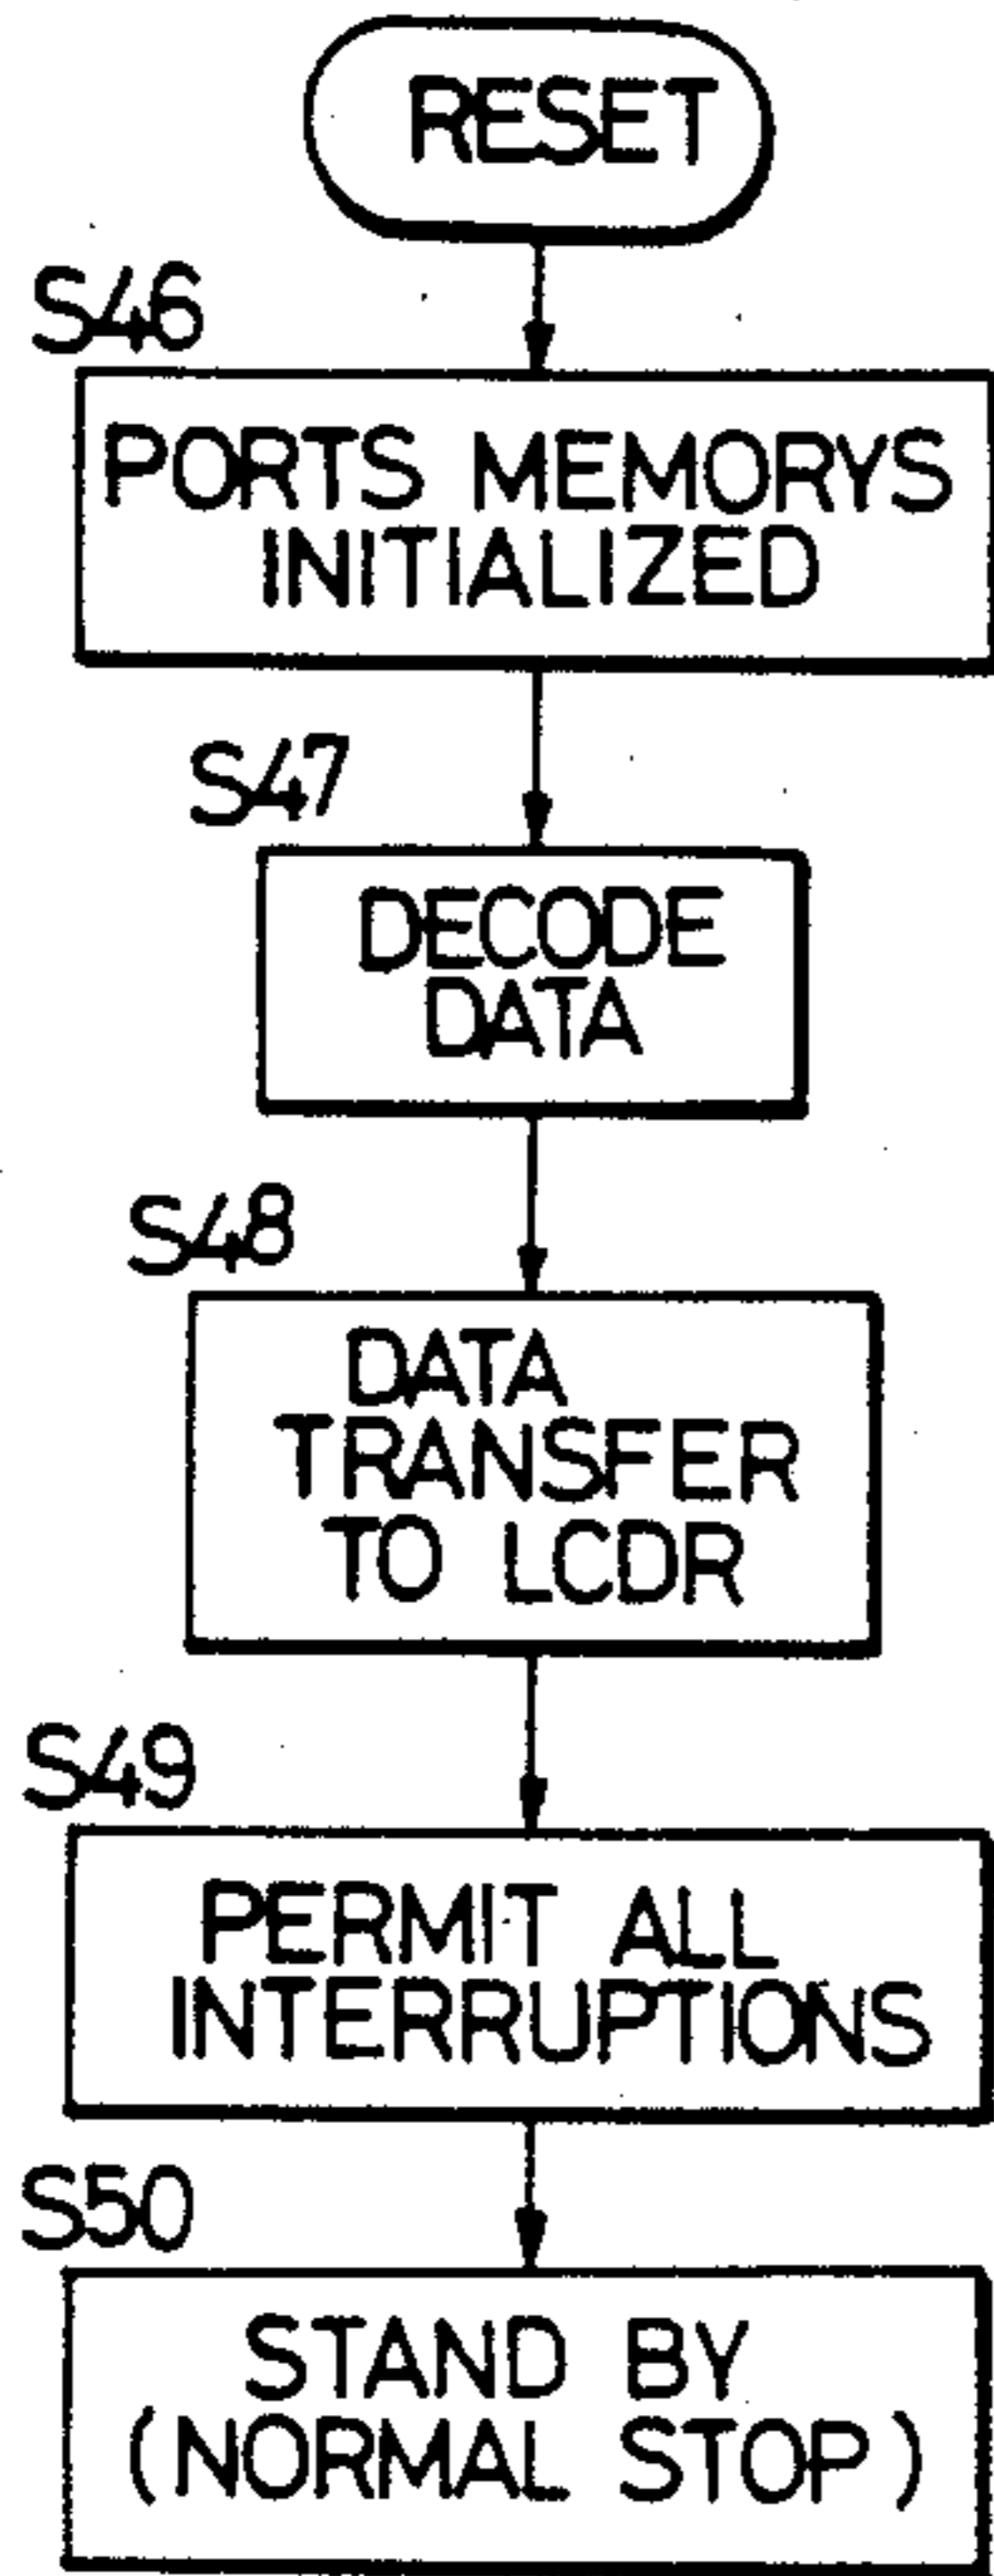 RESET
S46
PORTS MEMORYS
INITIALIZED
S47
DECODE
DATA
S48
DATA
TRANSFER
TO LCDR
S49
PERMIT ALL
INTERRUPTIONS
S50
STAND BY
(NORMAL STOP)